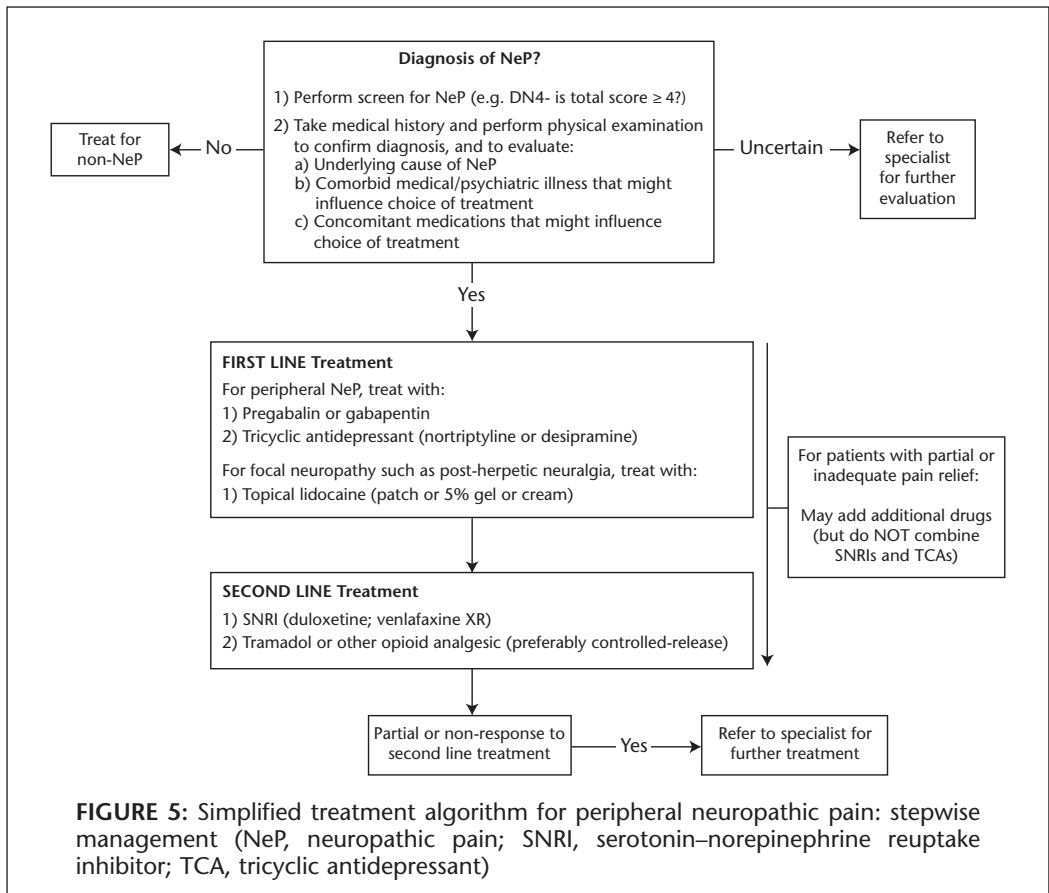 Diagnosis of NeP?
1) Perform screen for NeP (e.g. DN4- is total score ≥ 4?)
2) Take medical history and perform physical examination
to confirm diagnosis, and to evaluate:
a) Underlying cause of NeP
b) Comorbid medical/psychiatric illness that might
influence choice of treatment
c) Concomitant medications that might influence
choice of treatment
No
Treat for
non-NeP
Uncertain
Refer to
specialist
for further
evaluation
Yes
FIRST LINE Treatment
For peripheral NeP, treat with:
1) Pregabalin or gabapentin
2) Tricyclic antidepressant (nortriptyline or desipramine)
For focal neuropathy such as post-herpetic neuralgia, treat with:
1) Topical lidocaine (patch or 5% gel or cream)
For patients with partial or
inadequate pain relief:
May add additional drugs
(but do NOT combine
SNRIs and TCAs)
SECOND LINE Treatment
1) SNRI (duloxetine; venlafaxine XR)
2) Tramadol or other opioid analgesic (preferably controlled-release)
Partial or non-response to
second line treatment
Yes
Refer to specialist for
further treatment
FIGURE 5: Simplified treatment algorithm for peripheral neuropathic pain: stepwise
management (NeP, neuropathic pain; SNRI, serotonin–norepinephrine reuptake
inhibitor; TCA, tricyclic antidepressant)